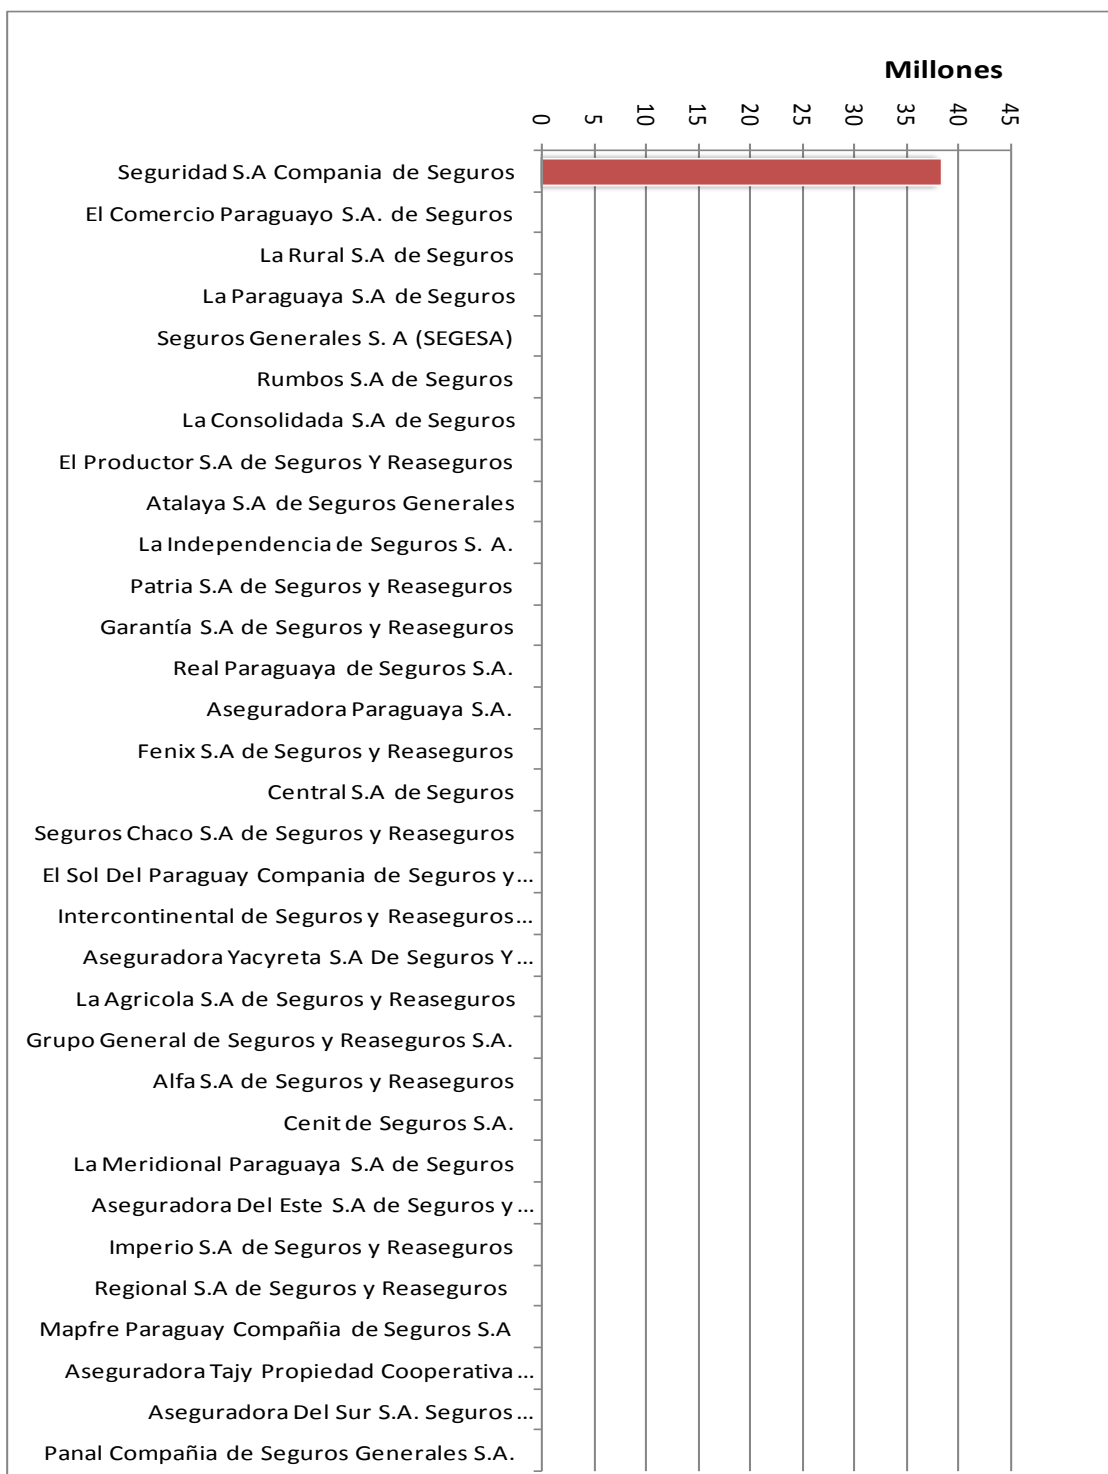 Millones
0 5 10 15 20 25 30 35 40 45
Seguridad S.A Compania de Seguros
El Comercio Paraguayo S.A. de Seguros
La Rural S.A de Seguros
La Paraguaya S.A de Seguros
Seguros Generales S. A (SEGESA)
Rumbos S.A de Seguros
La Consolidada S.A de Seguros
El Productor S.A de Seguros Y Reaseguros
Atalaya S.A de Seguros Generales
La Independencia de Seguros S. A.
Patria S.A de Seguros y Reaseguros
Garantía S.A de Seguros y Reaseguros
Real Paraguaya de Seguros S.A.
Aseguradora Paraguaya S.A.
Fenix S.A de Seguros y Reaseguros
Central S.A de Seguros
Seguros Chaco S.A de Seguros y Reaseguros
El Sol Del Paraguay Compania de Seguros y...
Intercontinental de Seguros y Reaseguros...
Aseguradora Yacyreta S.A De Seguros Y...
La Agricola S.A de Seguros y Reaseguros
Grupo General de Seguros y Reaseguros S.A.
Alfa S.A de Seguros y Reaseguros
Cenit de Seguros S.A.
La Meridional Paraguaya S.A de Seguros
Aseguradora Del Este S.A de Seguros y...
Imperio S.A de Seguros y Reaseguros
Regional S.A de Seguros y Reaseguros
Mapfre Paraguay Compañia de Seguros S.A
Aseguradora Tajy Propiedad Cooperativa...
Aseguradora Del Sur S.A. Seguros...
Panal Compañia de Seguros Generales S.A.